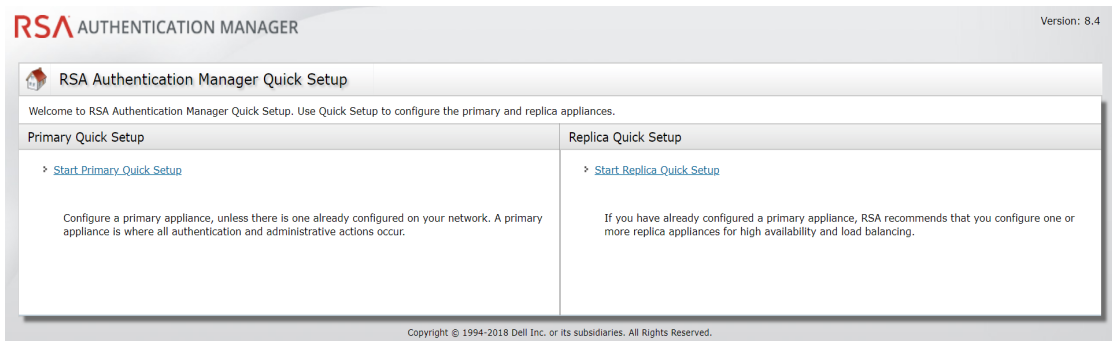 RSA AUTHENTICATION MANAGER
Version: 8.4
RSA Authentication Manager Quick Setup
Welcome to RSA Authentication Manager Quick Setup. Use Quick Setup to configure the primary and replica appliances.
Primary Quick Setup
Start Primary Quick Setup
Configure a primary appliance, unless there is one already configured on your network. A primary
appliance is where all authentication and administrative actions occur.
Replica Quick Setup
Start Replica Quick Setup
If you have already configured a primary appliance, RSA recommends that you configure one or
more replica appliances for high availability and load balancing.
Copyright © 1994-2018 Dell Inc. or its subsidiaries. All Rights Reserved.